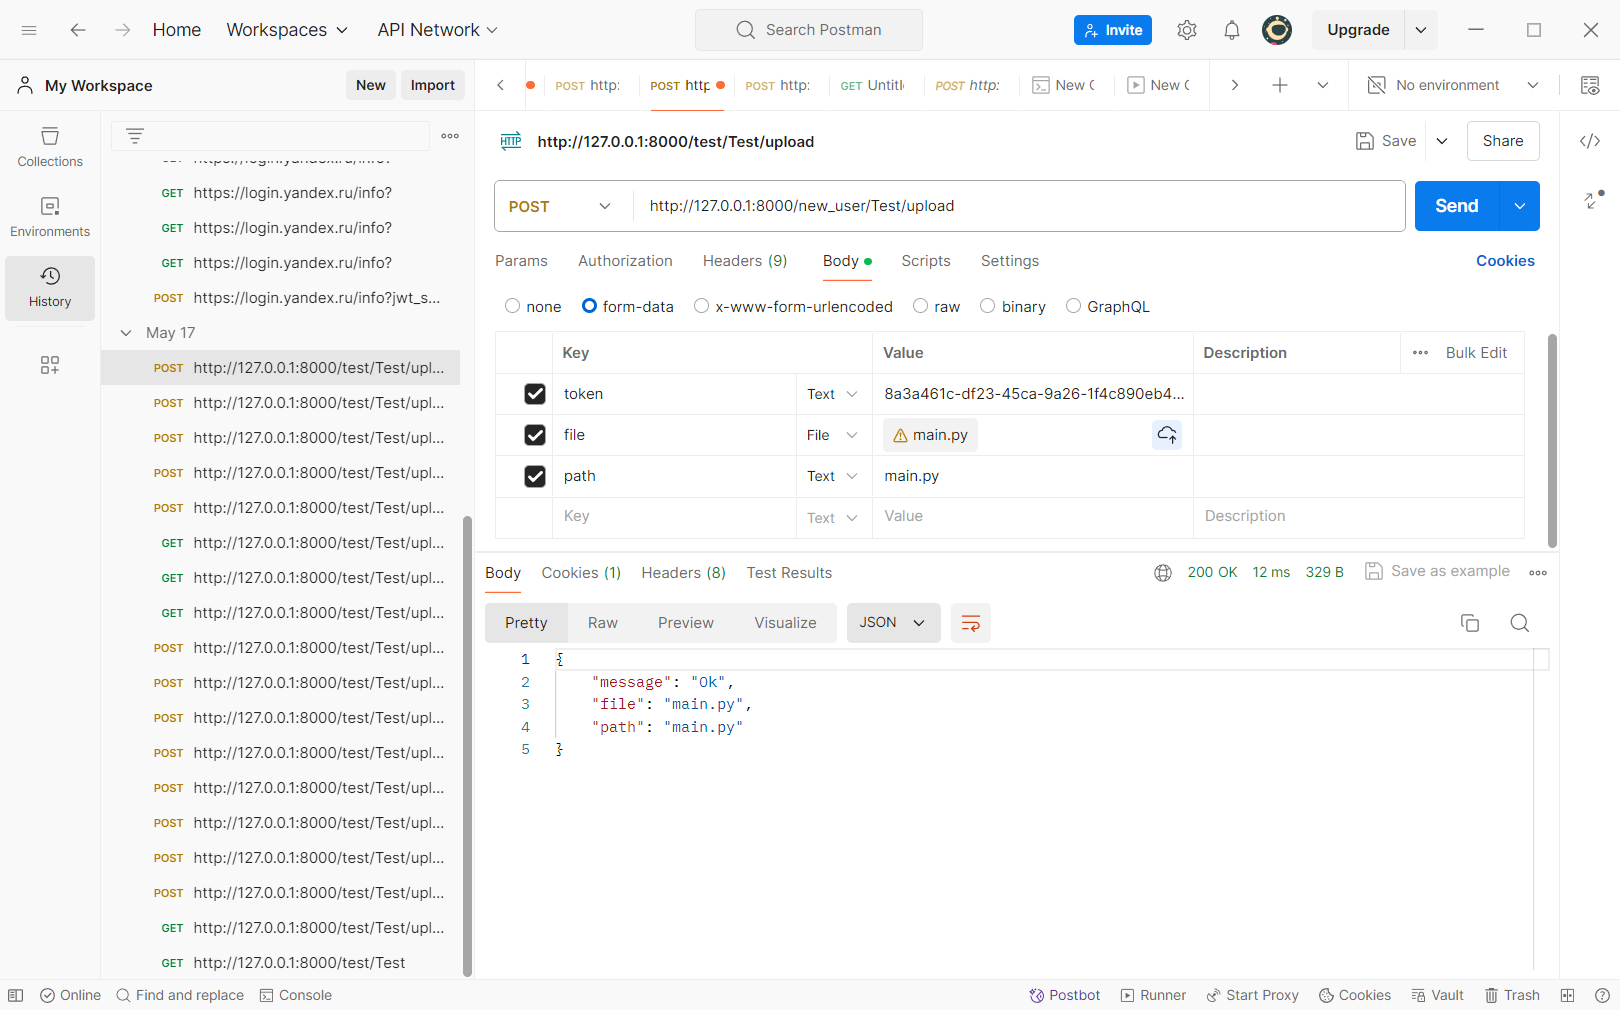 Home Workspaces API Network Search Postman Invite Upgrade
My Workspace New Import
POST http: POST http POST http: GET Untitle POST http: New C New C No environment
Collections
Environments
History
https://login.yandex.ru/info?
GET https://login.yandex.ru/info?
GET https://login.yandex.ru/info?
GET https://login.yandex.ru/info?
POST https://login.yandex.ru/info?jwt_s...
May 17
POST http://127.0.0.1:8000/test/Test/upl...
POST http://127.0.0.1:8000/test/Test/upl...
POST http://127.0.0.1:8000/test/Test/upl...
POST http://127.0.0.1:8000/test/Test/upl...
POST http://127.0.0.1:8000/test/Test/upl...
GET http://127.0.0.1:8000/test/Test/upl...
GET http://127.0.0.1:8000/test/Test/upl...
GET http://127.0.0.1:8000/test/Test/upl...
POST http://127.0.0.1:8000/test/Test/upl...
POST http://127.0.0.1:8000/test/Test/upl...
POST http://127.0.0.1:8000/test/Test/upl...
POST http://127.0.0.1:8000/test/Test/upl...
POST http://127.0.0.1:8000/test/Test/upl...
POST http://127.0.0.1:8000/test/Test/upl...
POST http://127.0.0.1:8000/test/Test/upl...
POST http://127.0.0.1:8000/test/Test/upl...
GET http://127.0.0.1:8000/test/Test/upl...
GET http://127.0.0.1:8000/test/Test
HTTP http://127.0.0.1:8000/test/Test/upload Save Share
POST http://127.0.0.1:8000/new_user/Test/upload Send
Params Authorization Headers (9) Body Scripts Settings Cookies
none form-data x-www-form-urlencoded raw binary GraphQL
Key Value Description Bulk Edit
token Text 8a3a461c-df23-45ca-9a26-1f4c890eb4...
file File main.py
path Text main.py
Key Text Value Description
Body Cookies (1) Headers (8) Test Results 200 OK 12 ms 329 B Save as example
Pretty Raw Preview Visualize JSON
1 {
2 "message": "Ok",
3 "file": "main.py",
4 "path": "main.py"
5 }
Online Find and replace Console Postbot Runner Start Proxy Cookies Vault Trash